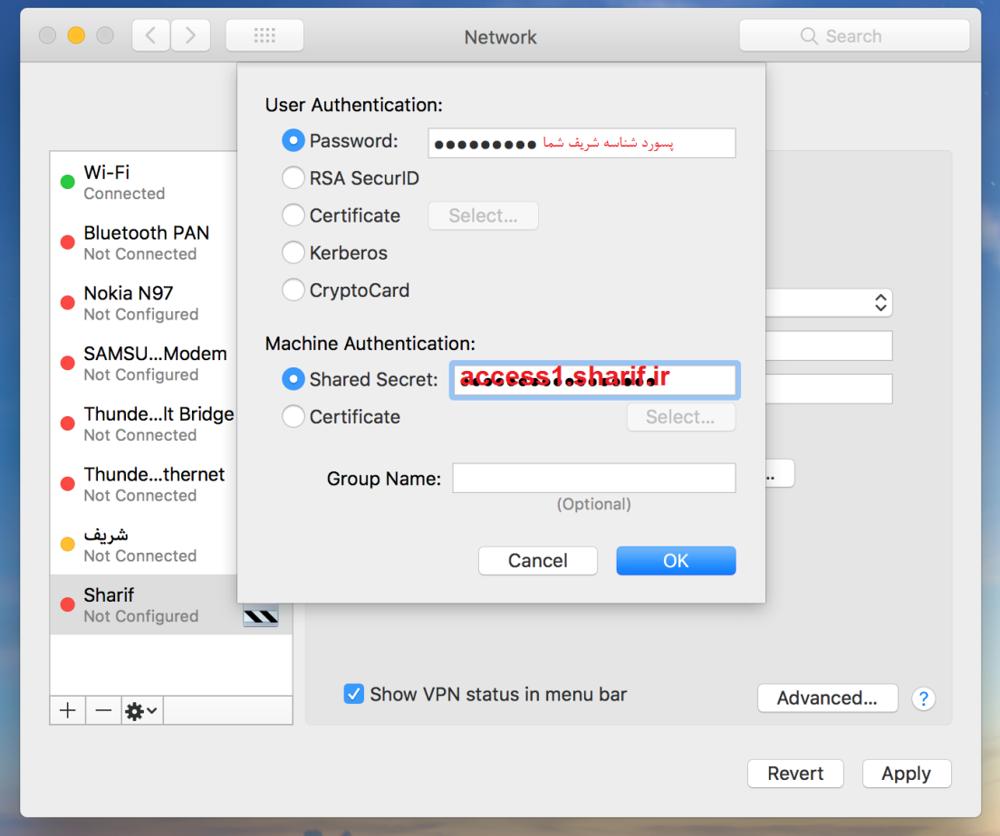 Network
Search
User Authentication:
Password:
پسورد شناسه شریف شما
RSA SecurID
Certificate
Select...
Kerberos
CryptoCard
Machine Authentication:
Shared Secret:
access1.sharif.ir
Certificate
Select...
Group Name:
(Optional)
Cancel
OK
Wi-Fi
Connected
Bluetooth PAN
Not Connected
Nokia N97
Not Configured
SAMSU...Modem
Not Configured
Thunde...lt Bridge
Not Connected
Thunde...thernet
Not Connected
شریف
Not Connected
Sharif
Not Configured
..
Show VPN status in menu bar
Advanced...
?
Revert
Apply